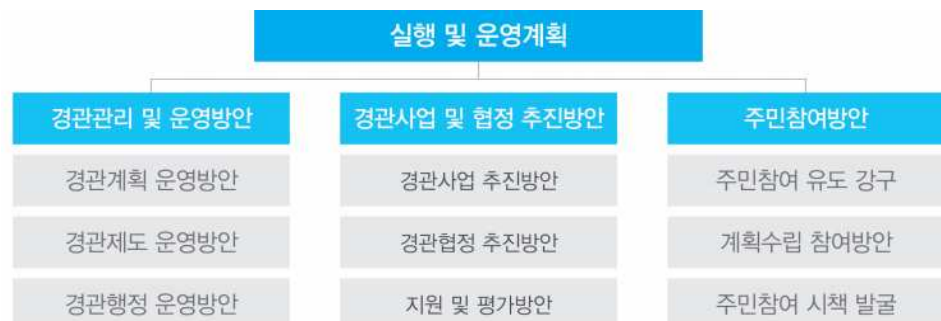 실행 및 운영계획
경관관리 및 운영방안
경관계획 운영방안
경관제도 운영방안
경관행정 운영방안
경관사업 및 협정 추진방안
경관사업 추진방안
경관협정 추진방안
지원 및 평가방안
주민참여방안
주민참여 유도 강구
계획수립 참여방안
주민참여 시책 발굴